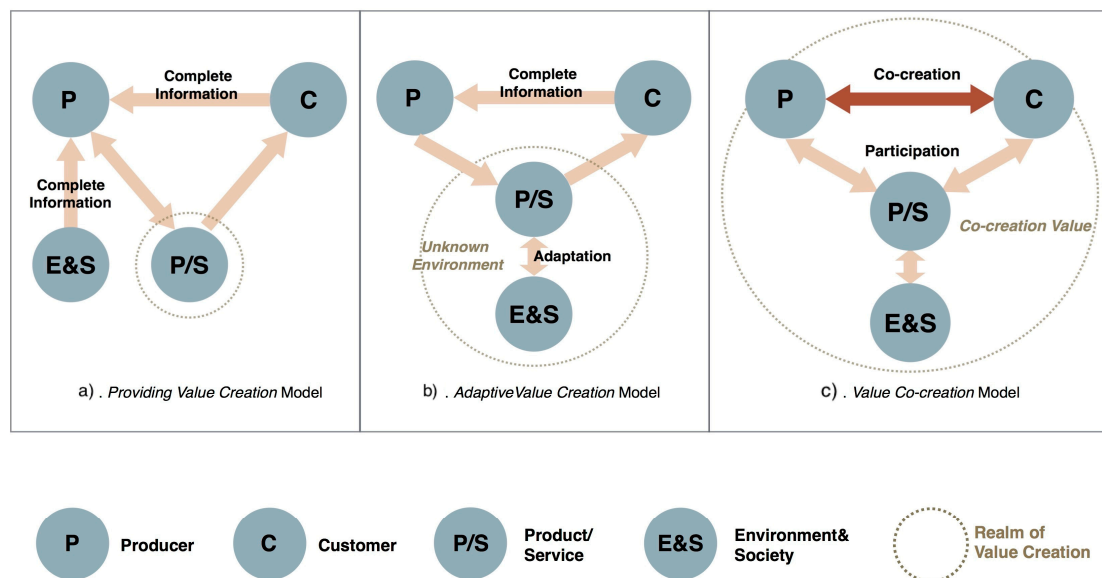 P
Complete
Information
C
Complete
Information
E&S
P/S
a) . Providing Value Creation Model
P
Complete
Information
C
P/S
Unknown
Environment
Adaptation
E&S
b) . AdaptiveValue Creation Model
P
Co-creation
C
Participation
P/S
Co-creation Value
E&S
c) . Value Co-creation Model
P
Producer
C
Customer
P/S
Product/
Service
E&S
Environment&
Society
Realm of
Value Creation